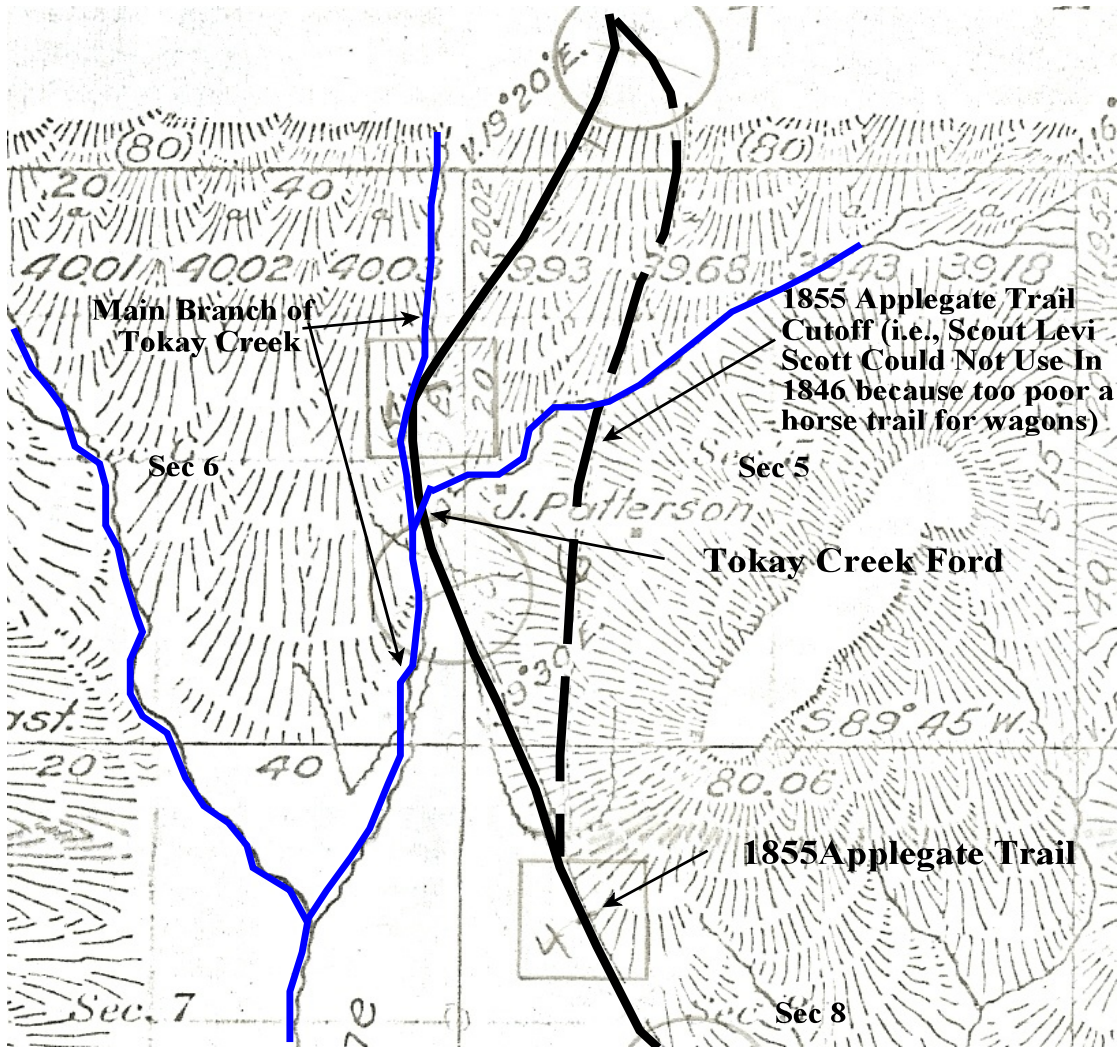 V. 19° 20' E.
(80)
(80)
20
40
4001
4002
4003
2002
3968
3943
3918
Main Branch of
Tokay Creek
1855 Applegate Trail
Cutoff (i.e., Scout Levi
Scott Could Not Use In
1846 because too poor a
horse trail for wagons)
20
Sec 6
Sec 5
J. Patterson
Tokay Creek Ford
S 89° 45' W
20
40
80.06
1855Applegate Trail
X
Sec. 7
Sec 8